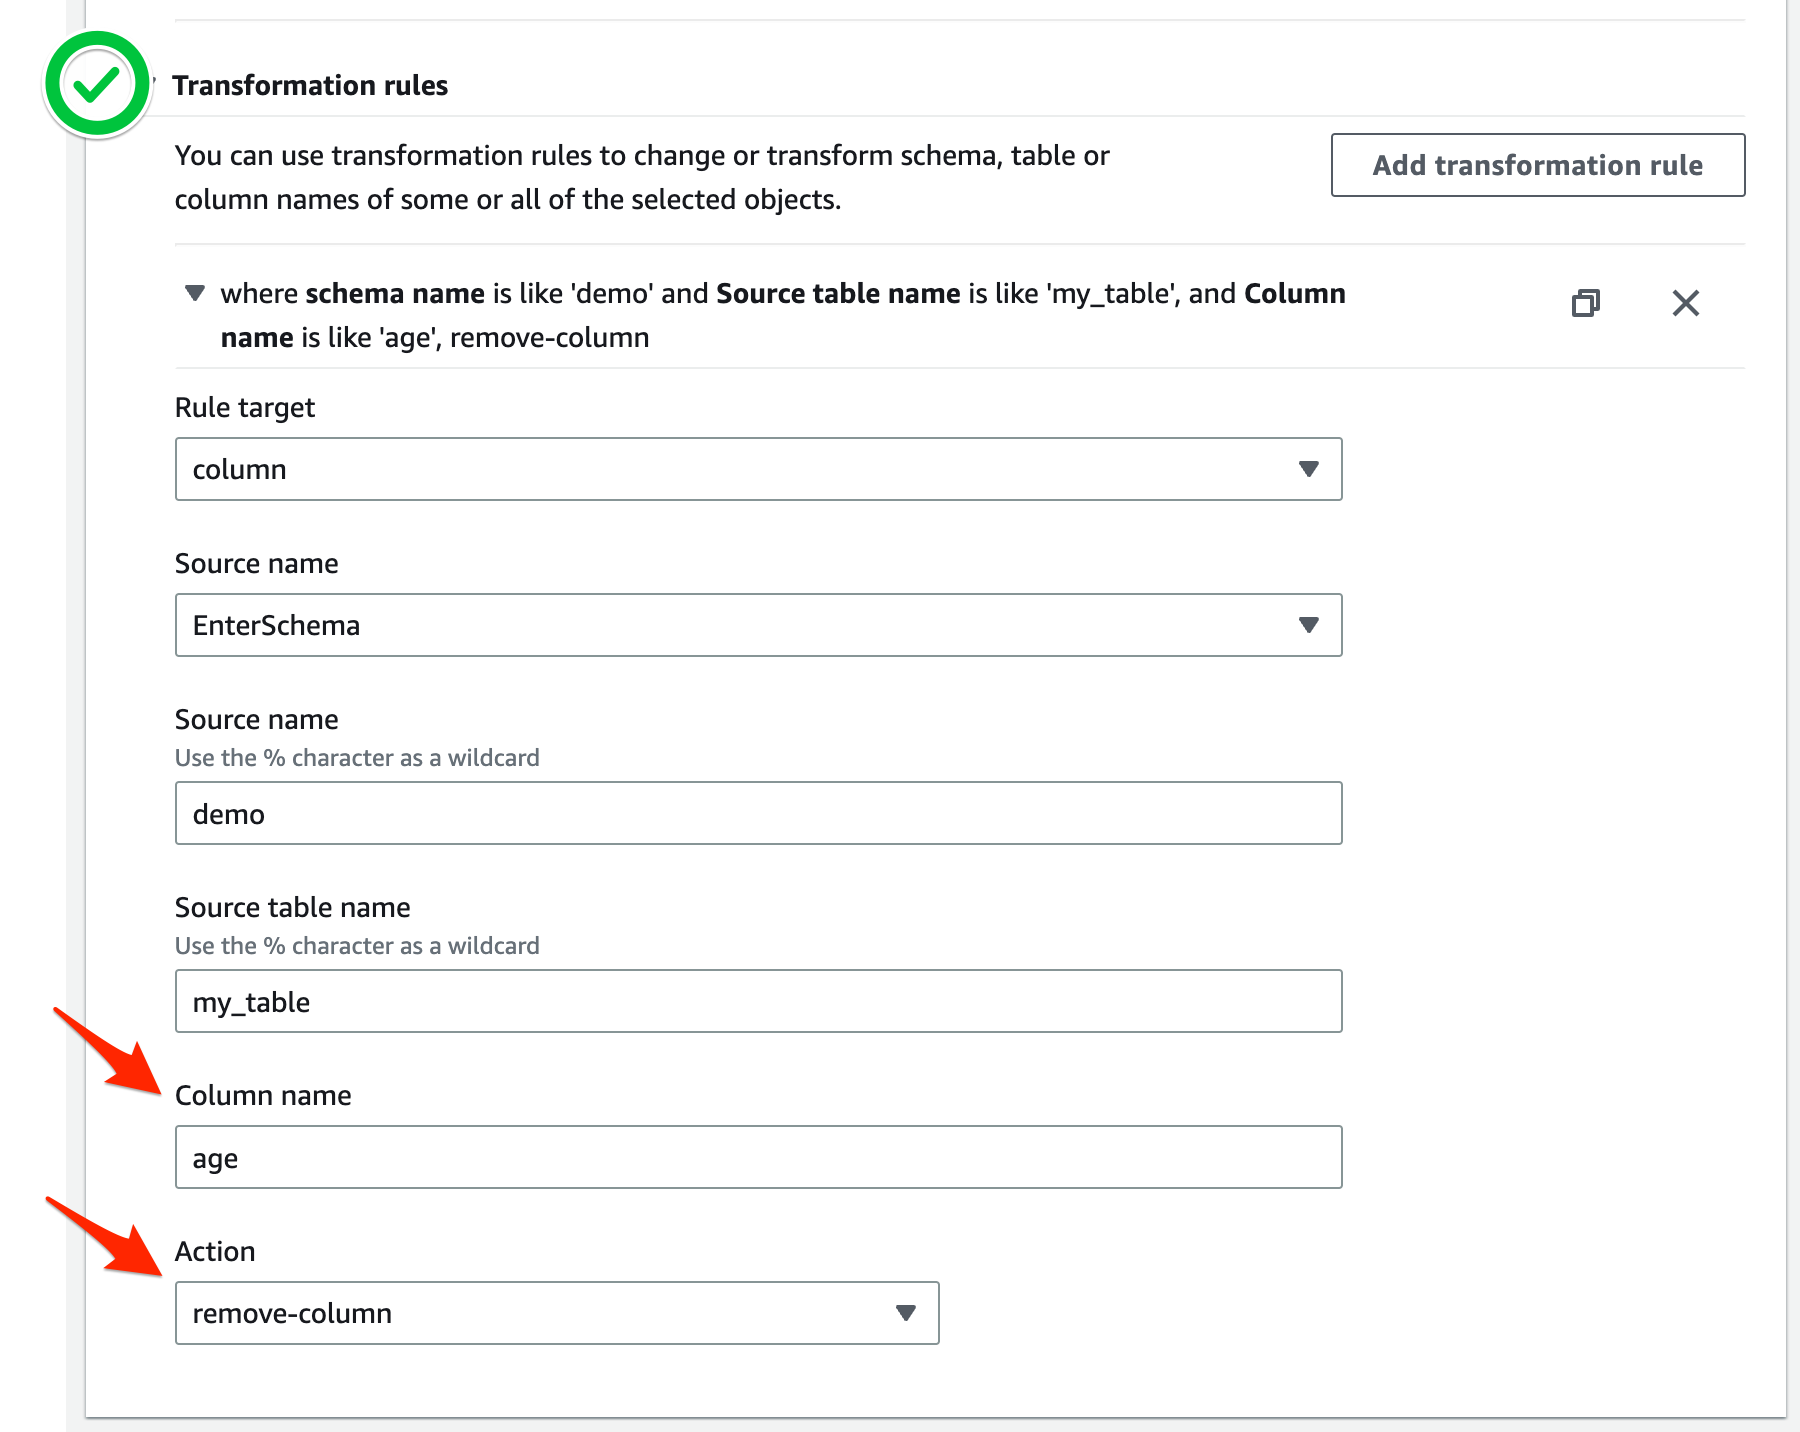 Transformation rules
You can use transformation rules to change or transform schema, table or
column names of some or all of the selected objects.
Add transformation rule
where schema name is like 'demo' and Source table name is like 'my_table', and Column
name is like 'age', remove-column
Rule target
column
Source name
EnterSchema
Source name
Use the % character as a wildcard
demo
Source table name
Use the % character as a wildcard
my_table
Column name
age
Action
remove-column